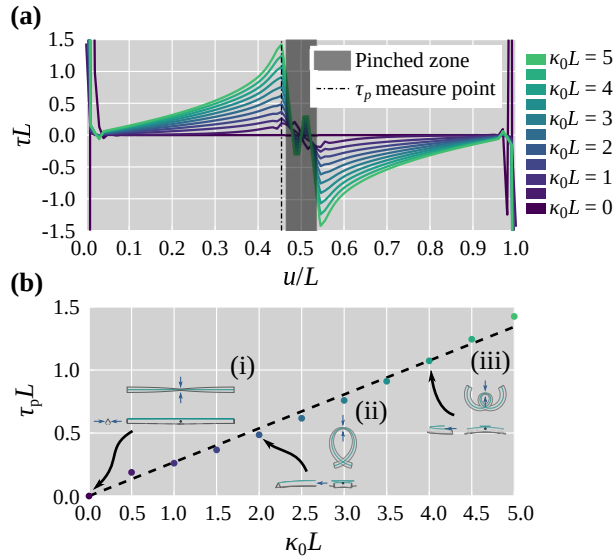 (a)
1.5
1.0
0.5
0.0
-0.5
-1.0
-1.5
τL
Pinched zone
τp measure point
κ0L = 5
κ0L = 4
κ0L = 3
κ0L = 2
κ0L = 1
κ0L = 0
0.0 0.1 0.2 0.3 0.4 0.5 0.6 0.7 0.8 0.9 1.0
u/L
(b)
1.5
1.0
0.5
0.0
τpL
(i)
(ii)
(iii)
0.0 0.5 1.0 1.5 2.0 2.5 3.0 3.5 4.0 4.5 5.0
κ0L